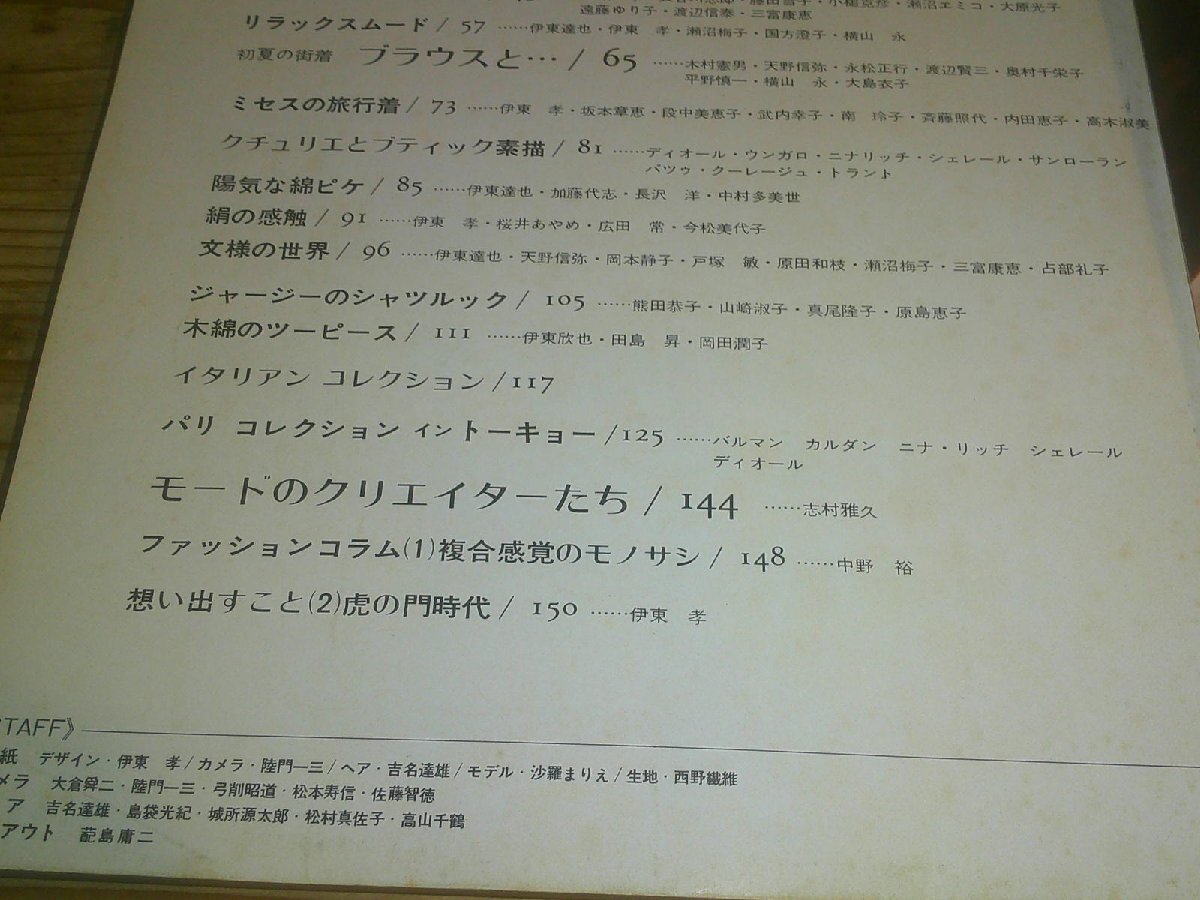 藤田雪子・小槌克彦・瀬沼エミコ・大原光子
遠藤ゆり子・渡辺信泰・三富康恵
リラックスムード / 57 ……伊東達也・伊東　孝・瀬沼梅子・国方澄子・横山　永
初夏の街着　ブラウスと… / 65 ……木村憲男・天野信弥・永松正行・渡辺賢三・奥村千栄子
平野慎一・横山　永・大島衣子
ミセスの旅行着 / 73 ……伊東　孝・坂本章恵・段中美恵子・武内幸子・南　玲子・斉藤照代・内田恵子・高木淑美
クチュリエとブティック素描 / 81 ……ディオール・ウンガロ・ニナリッチ・シェレール・サンローラン
パツゥ・クーレージュ・トラント
陽気な綿ピケ / 85 ……伊東達也・加藤代志・長沢　洋・中村多美世
絹の感触 / 91 ……伊東　孝・桜井あやめ・広田　常・今松美代子
文様の世界 / 96 ……伊東達也・天野信弥・岡本静子・戸塚　敏・原田和枝・瀬沼梅子・三富康恵・占部礼子
ジャージーのシャツルック / 105 ……熊田恭子・山崎淑子・真尾隆子・原島恵子
木綿のツーピース / 111 ……伊東欣也・田島　昇・岡田潤子
イタリアン コレクション / 117
パリ コレクション イン トーキョー / 125 ……バルマン　カルダン　ニナ・リッチ　シェレール
ディオール
モードのクリエイターたち / 144 ……志村雅久
ファッションコラム(1)複合感覚のモノサシ / 148 ……中野　裕
想い出すこと(2)虎の門時代 / 150 ……伊東　孝
TAFF》
紙　デザイン・伊東　孝 / カメラ・陸門一三 / ヘア・吉名達雄 / モデル・沙羅まりえ / 生地・西野繊維
メラ　大倉舜二・陸門一三・弓削昭道・松本寿信・佐藤智徳
ア　吉名達雄・島袋光紀・城所源太郎・松村真佐子・高山千鶴
アウト　蓜島庸二